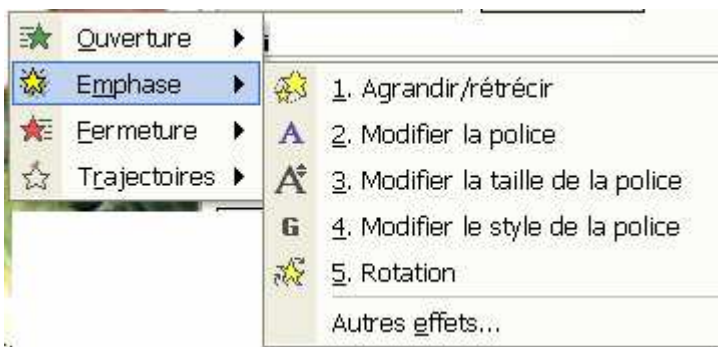 Ouverture
Emphase
Fermeture
Trajectoires
1. Agrandir/rétrécir
2. Modifier la police
3. Modifier la taille de la police
4. Modifier le style de la police
5. Rotation
Autres effets...